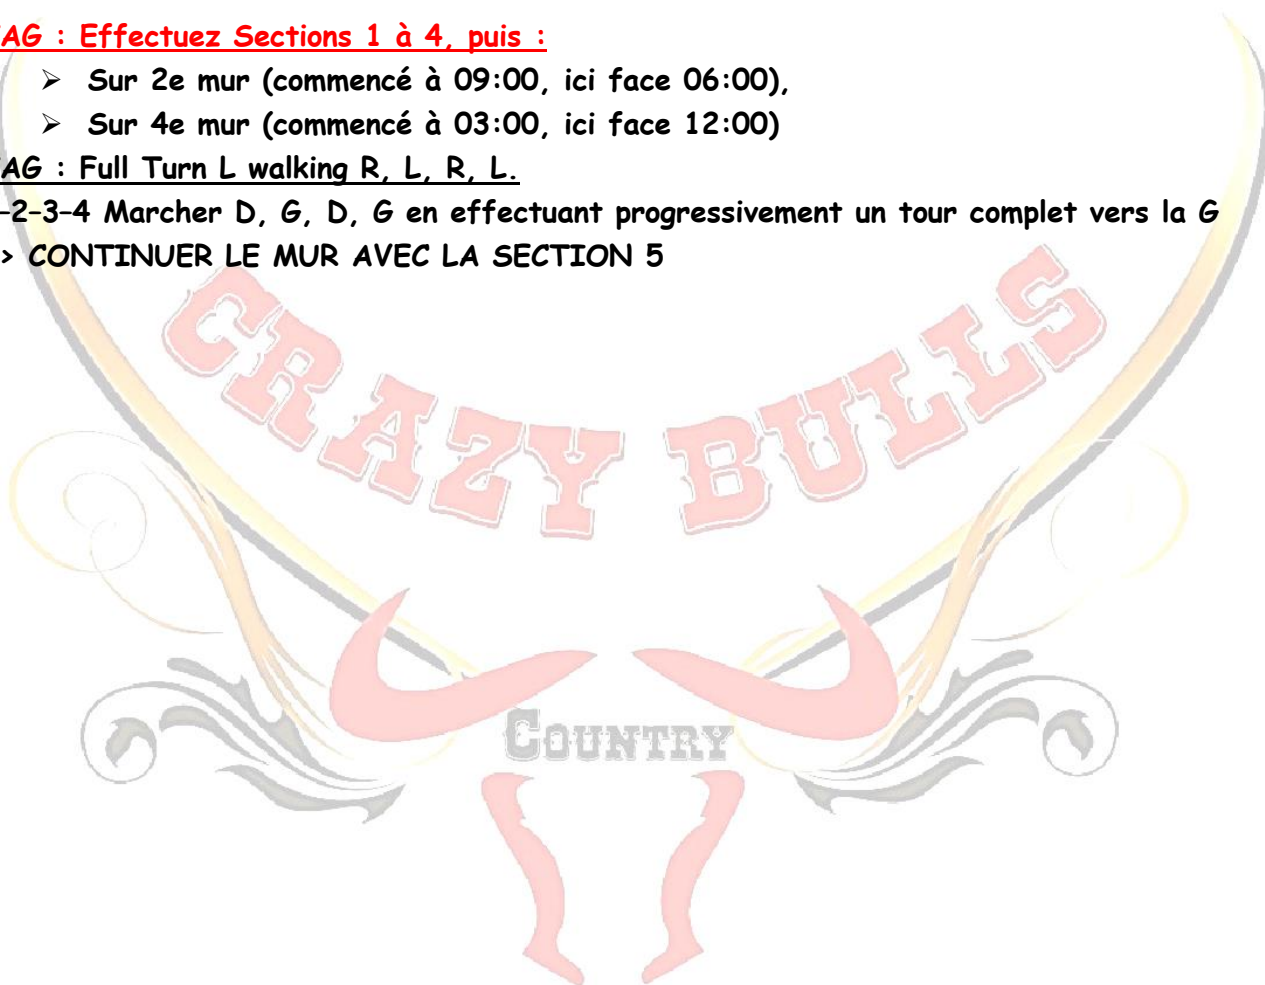 AG : Effectuez Sections 1 à 4, puis :
➢ Sur 2e mur (commencé à 09:00, ici face 06:00),
➢ Sur 4e mur (commencé à 03:00, ici face 12:00)
AG : Full Turn L walking R, L, R, L.
-2-3-4 Marcher D, G, D, G en effectuant progressivement un tour complet vers la G
> CONTINUER LE MUR AVEC LA SECTION 5
CRAZY BULLS
COUNTRY